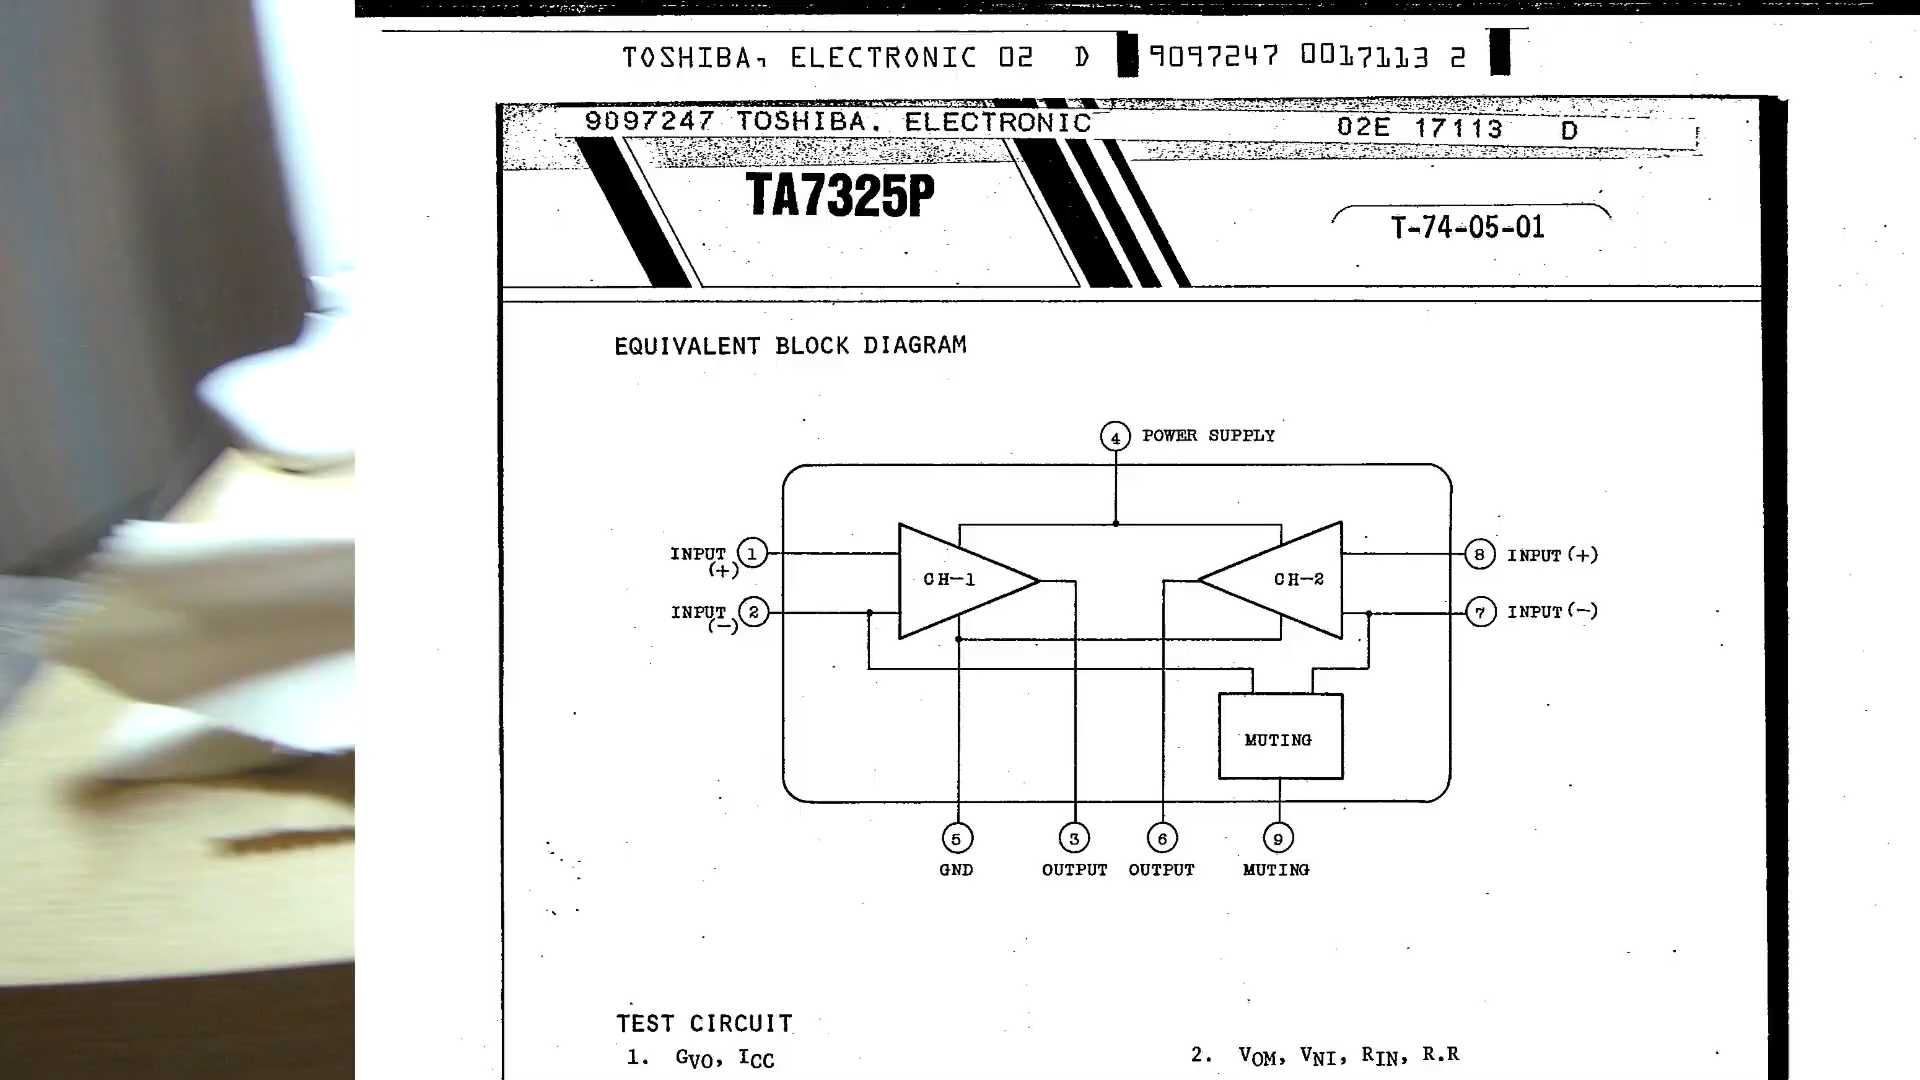 TOSHIBA, ELECTRONIC 02 D 9097247 0017113 2
9097247 TOSHIBA. ELECTRONIC 02E 17113 D
TA7325P
T-74-05-01
EQUIVALENT BLOCK DIAGRAM
4 POWER SUPPLY
INPUT (+) 1
CH-1
CH-2
8 INPUT (+)
INPUT (-) 2
7 INPUT (-)
MUTING
5 3 6 9
GND OUTPUT OUTPUT MUTING
TEST CIRCUIT
1. GVO, ICC
2. VOM, VNI, RIN, R.R